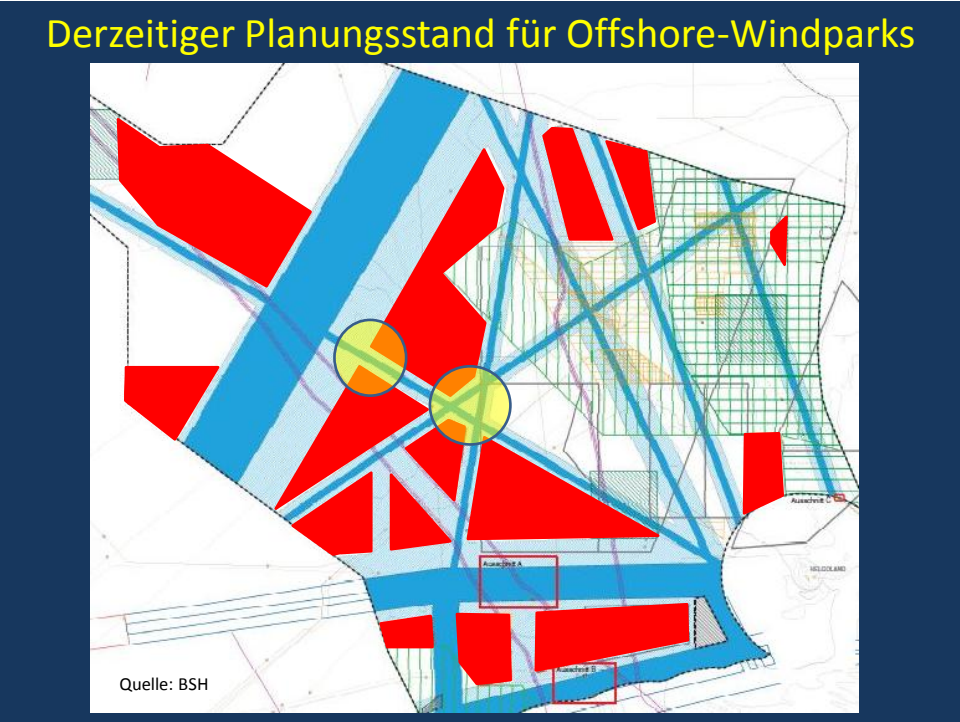 Derzeitiger Planungsstand für Offshore-Windparks
Ausschnitt C
HELGOLAND
Ausschnitt A
Ausschnitt B
Quelle: BSH